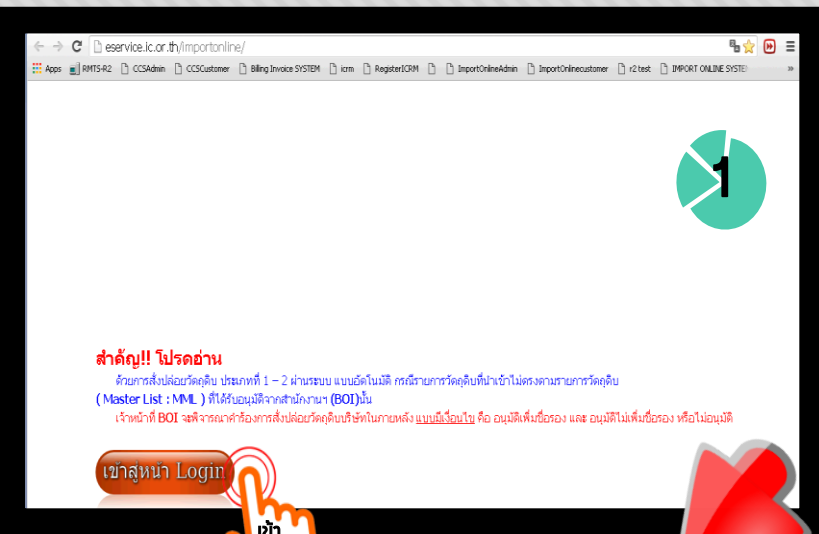 eservice.ic.or.th/importonline/
Apps RMTS-R2 CCSAdmin CCSCustomer Billing Invoice SYSTEM icrm RegisterICRM ImportOnlineAdmin ImportOnlinecustomer r2 test IMPORT ONLINE SYSTE
1
สำคัญ!! โปรดอ่าน
ด้วยการสั่งปล่อยวัตถุดิบ ประเภทที่ 1 – 2 ผ่านระบบ แบบอัตโนมัติ กรณีรายการวัตถุดิบที่นำเข้าไม่ตรงตามรายการวัตถุดิบ
( Master List : MML ) ที่ได้รับอนุมัติจากสำนักงานฯ (BOI)นั้น
เจ้าหน้าที่ BOI จะพิจารณาคำร้องการสั่งปล่อยวัตถุดิบบริษัทในภายหลัง แบบมีเงื่อนไข คือ อนุมัติเพิ่มชื่อรอง และ อนุมัติไม่เพิ่มชื่อรอง หรือไม่อนุมัติ
เข้าสู่หน้า Login
เข้า